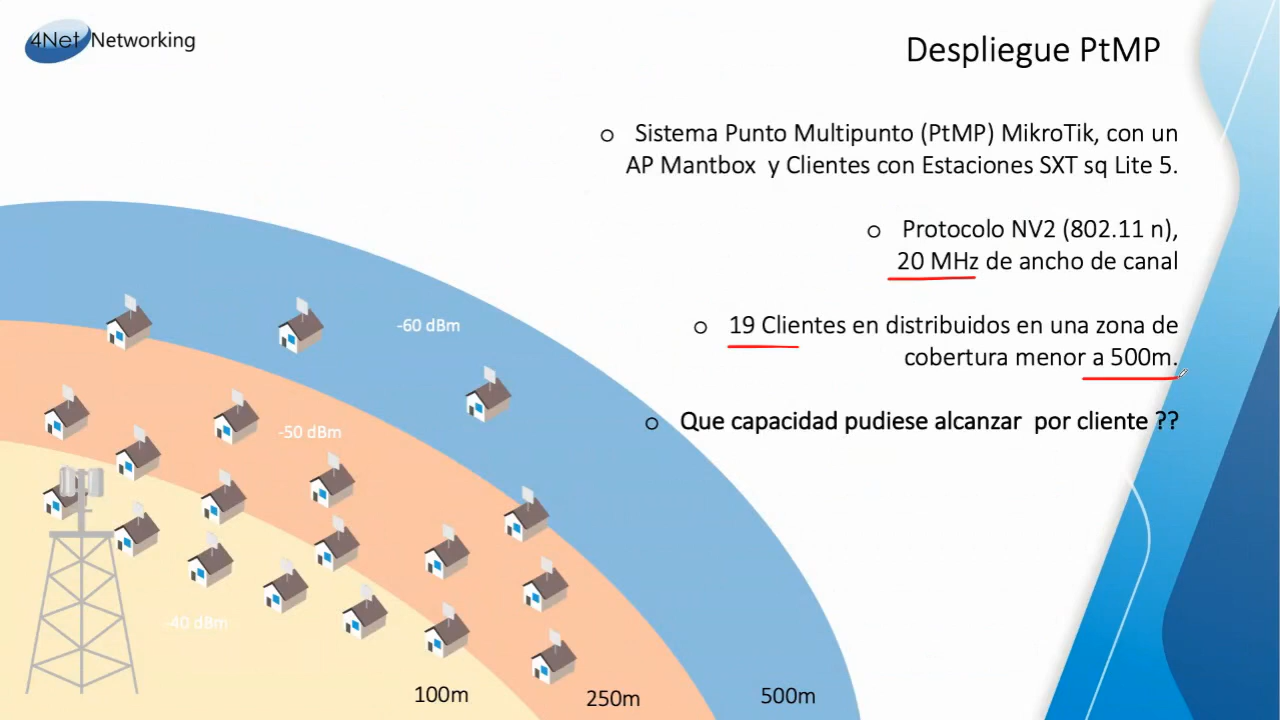 4Net Networking
Despliegue PtMP
o Sistema Punto Multipunto (PtMP) MikroTik, con un
AP Mantbox y Clientes con Estaciones SXT sq Lite 5.
o Protocolo NV2 (802.11 n),
20 MHz de ancho de canal
o 19 Clientes en distribuidos en una zona de
cobertura menor a 500m.
o Que capacidad pudiese alcanzar por cliente ??
-60 dBm
-50 dBm
-40 dBm
100m
250m
500m